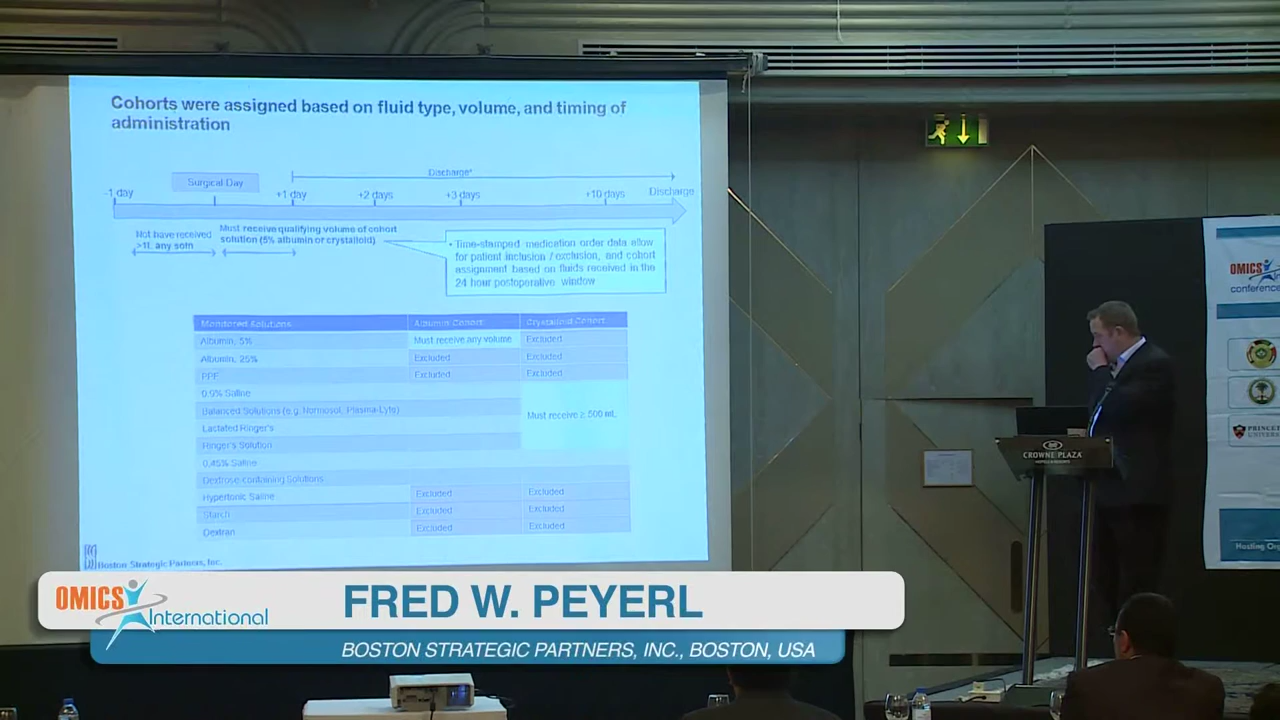 Cohorts were assigned based on fluid type, volume, and timing of
administration
Surgical Day
Discharge*
-1 day
+1 day
+2 days
+3 days
+10 days
Discharge
Not have received
>1L any soln
Must receive qualifying volume of cohort
solution (5% albumin or crystalloid)
• Time-stamped medication order data allow
for patient inclusion / exclusion, and cohort
assignment based on fluids received in the
24 hour postoperative window
Monitored Solutions Albumin Cohort Crystalloid Cohort
Albumin, 5% Must receive any volume Excluded
Albumin, 25% Excluded Excluded
PPF Excluded Excluded
0.9% Saline
Balanced Solutions (e.g. Normosol, Plasma-Lyte)
Must receive ≥ 500 mL
Lactated Ringer's
Ringer's Solution
0.45% Saline
Dextrose-containing Solutions
Hypertonic Saline Excluded Excluded
Starch Excluded Excluded
Dextran Excluded Excluded
Boston Strategic Partners, Inc.
CROWNE PLAZA
HOTELS & RESORTS
OMICS
conference
PRINCE
UNIVER
Hosting Org
OMICS International
FRED W. PEYERL
BOSTON STRATEGIC PARTNERS, INC., BOSTON, USA